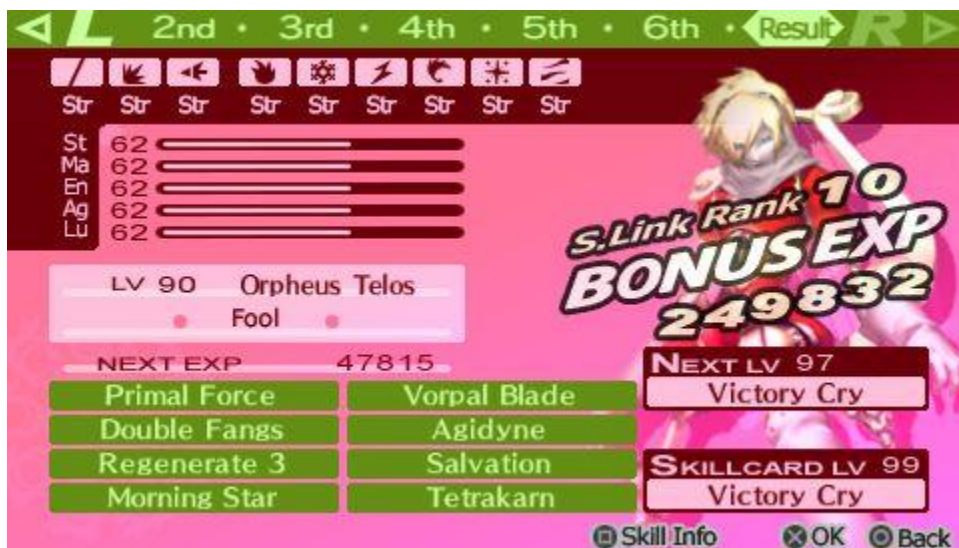 L 2nd • 3rd • 4th • 5th • 6th • Result R
Str Str Str Str Str Str Str Str Str
St 62
Ma 62
En 62
Ag 62
Lu 62
S.Link Rank 10
BONUS EXP
249832
LV 90 Orpheus Telos
Fool
NEXT EXP 47815
Primal Force Vorpal Blade
Double Fangs Agidyne
Regenerate 3 Salvation
Morning Star Tetrakarn
NEXT LV 97
Victory Cry
SKILLCARD LV 99
Victory Cry
Skill Info OK Back